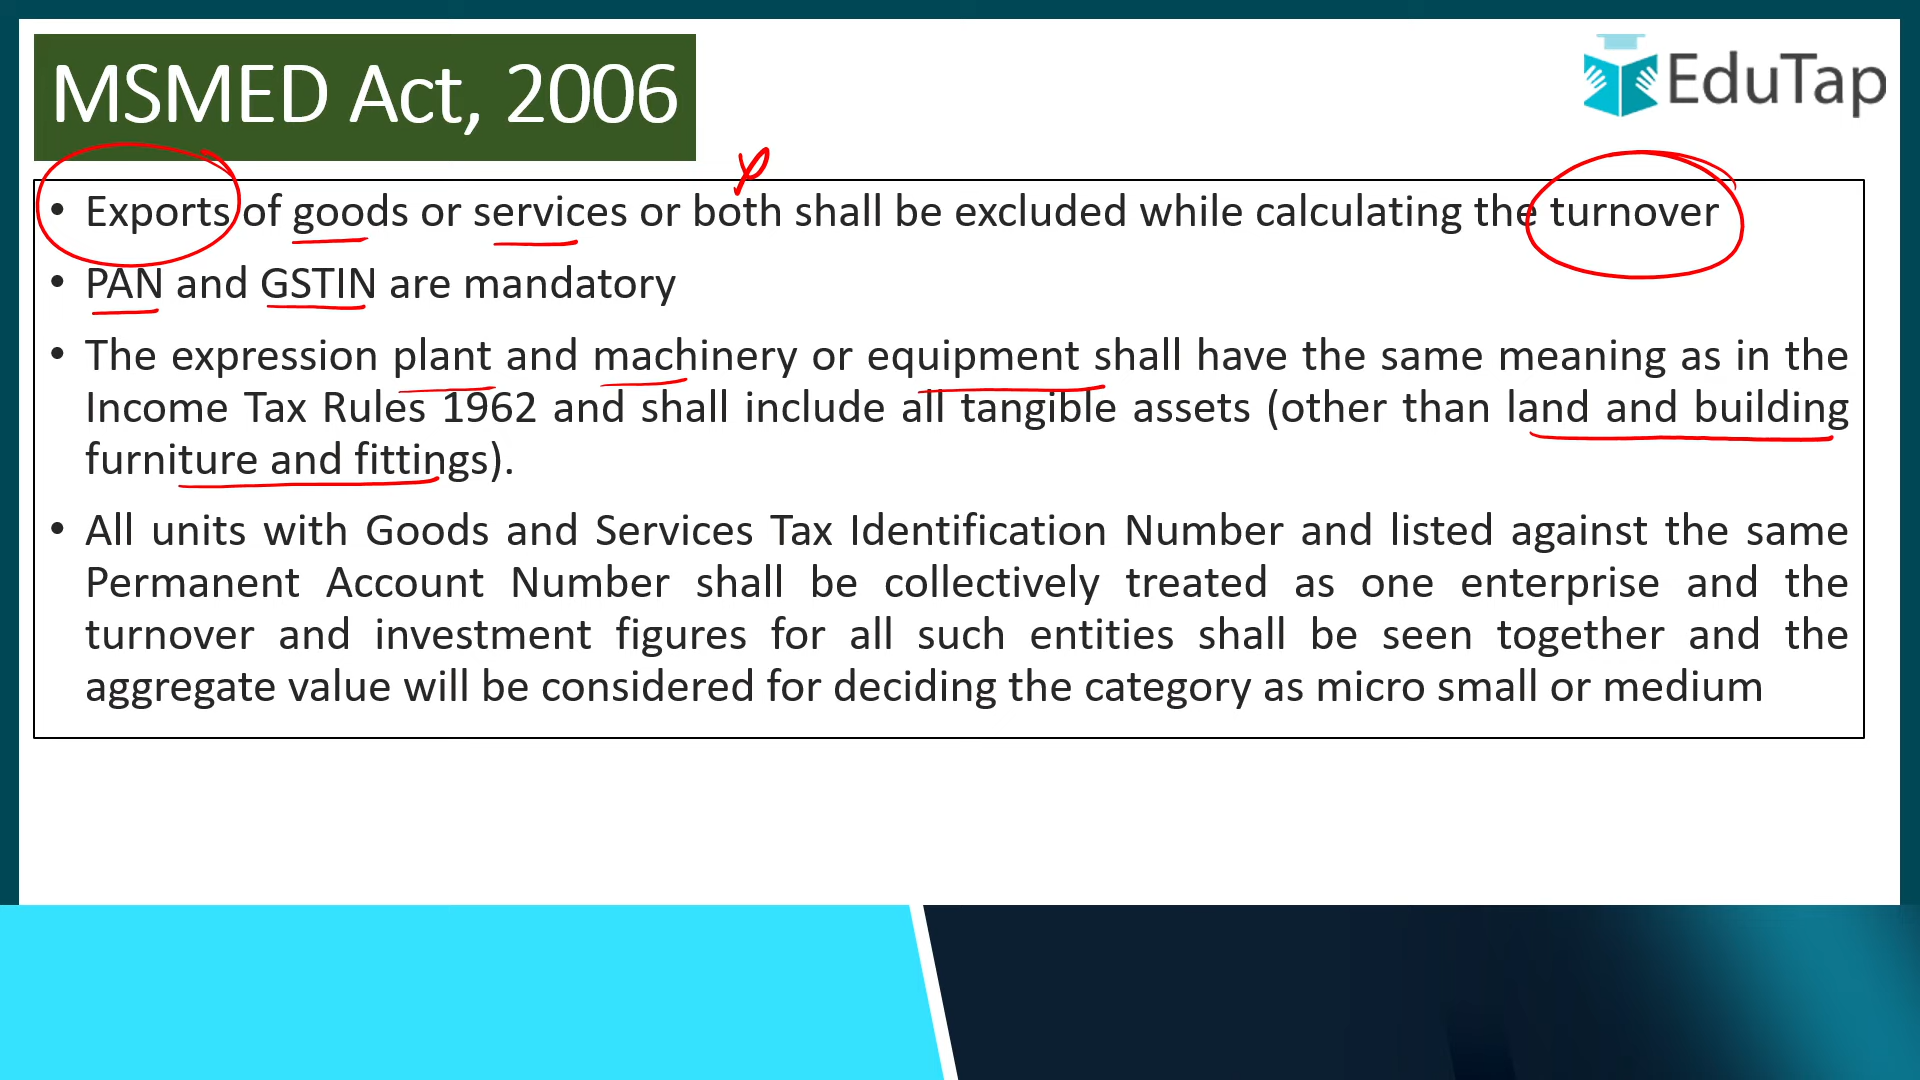 MSMED Act, 2006
EduTap
• Exports of goods or services or both shall be excluded while calculating the turnover
• PAN and GSTIN are mandatory
• The expression plant and machinery or equipment shall have the same meaning as in the
Income Tax Rules 1962 and shall include all tangible assets (other than land and building
furniture and fittings).
• All units with Goods and Services Tax Identification Number and listed against the same
Permanent Account Number shall be collectively treated as one enterprise and the
turnover and investment figures for all such entities shall be seen together and the
aggregate value will be considered for deciding the category as micro small or medium